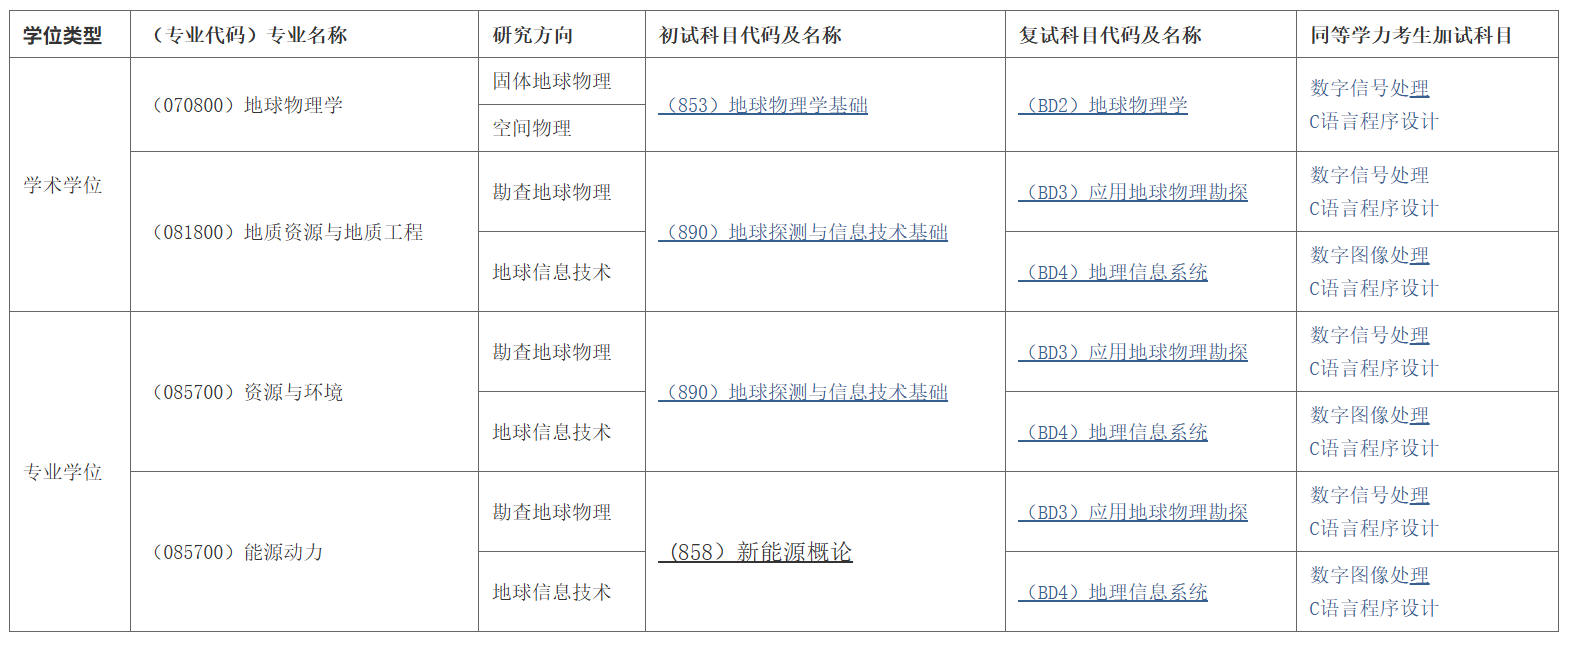 学位类型 （专业代码）专业名称 研究方向 初试科目代码及名称 复试科目代码及名称 同等学力考生加试科目
学术学位
（070800）地球物理学
固体地球物理
空间物理
（853）地球物理学基础
（BD2）地球物理学
数字信号处理
C语言程序设计
（081800）地质资源与地质工程
勘查地球物理
（890）地球探测与信息技术基础
（BD3）应用地球物理勘探
数字信号处理
C语言程序设计
地球信息技术
（BD4）地理信息系统
数字图像处理
C语言程序设计
专业学位
（085700）资源与环境
勘查地球物理
（890）地球探测与信息技术基础
（BD3）应用地球物理勘探
数字信号处理
C语言程序设计
地球信息技术
（BD4）地理信息系统
数字图像处理
C语言程序设计
（085700）能源动力
勘查地球物理
（858）新能源概论
（BD3）应用地球物理勘探
数字信号处理
C语言程序设计
地球信息技术
（BD4）地理信息系统
数字图像处理
C语言程序设计